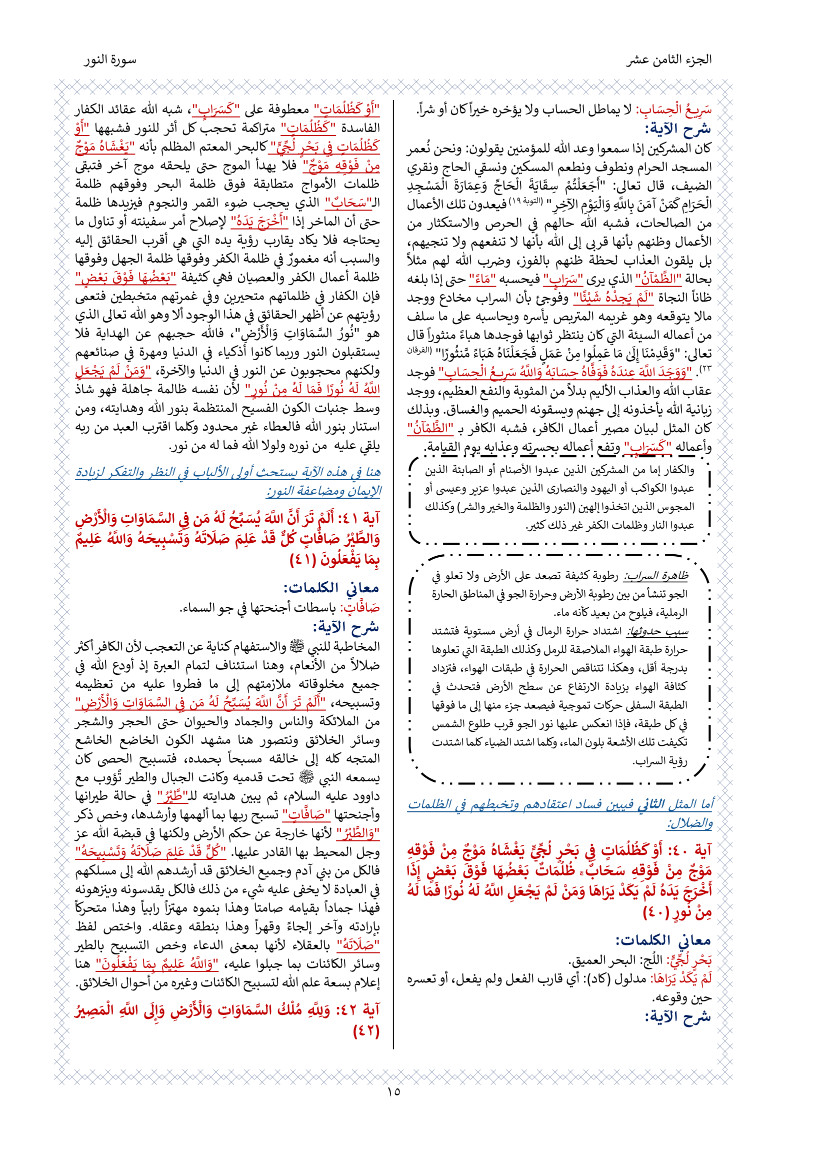 الجزء الثامن عشر
سورة النور
سَرِيعُ الْحِسَابِ: لا يماطل الحساب ولا يؤخره خيراً كان أو شراً.
شرح الآية:
كان المشركين إذا سمعوا وعد الله للمؤمنين يقولون: ونحن نُعمر
المسجد الحرام ونطوف ونطعم المسكين ونسقي الحاج ونقري
الضيف، قال تعالى: "أَجَعَلْتُمْ سِقَايَةَ الْحَاجِّ وَعِمَارَةَ الْمَسْجِدِ
الْحَرَامِ كَمَنْ آمَنَ بِاللَّهِ وَالْيَوْمِ الْآخِرِ" (التوبة ١٩) فيعدون تلك الأعمال
من الصالحات، فشبه الله حالهم في الحرص والاستكثار من
الأعمال وظنهم بأنها قربى إلى الله بأنها لا تنفعهم ولا تنجيهم،
بل يلقون العذاب لحظة ظنهم بالفوز، وضرب الله لهم مثلاً
بحالة "الظَّمْآنُ" الذي يرى "سَرَابٍ" فيحسبه "مَاءً" حتى إذا بلغه
ظاناً النجاة "لَمْ يَجِدْهُ شَيْئًا" وفوجئ بأن السراب مخادع ووجد
مالا يتوقعه وهو غريمه المتربص يأسره ويحاسبه على ما سلف
من أعماله السيئة التي كان ينتظر ثوابها فوجدها هباءً منثوراً قال
تعالى: "وَقَدِمْنَا إِلَى مَا عَمِلُوا مِنْ عَمَلٍ فَجَعَلْنَاهُ هَبَاءً مَّنثُورًا" (الفرقان
٢٣). "وَوَجَدَ اللَّهَ عِندَهُ فَوَفَّاهُ حِسَابَهُ وَاللَّهُ سَرِيعُ الْحِسَابِ" فوجد
عقاب الله والعذاب الأليم بدلاً من المثوبة والنفع العظيم، ووجد
زبانية الله يأخذونه إلى جهنم ويسقونه الحميم والغساق. وبذلك
كان المثل لبيان مصير أعمال الكافر، فشبه الكافر بـ "الظَّمْآنُ"
وأعماله "كَسَرَابٍ" وتفع أعماله بحسرته وعذابه يوم القيامة.
والكفار إما من المشركين الذين عبدوا الأصنام أو الصابئة الذين
عبدوا الكواكب أو اليهود والنصارى الذين عبدوا عزير وعيسى أو
المجوس الذين اتخذوا إلهين (النور والظلمة والخير والشر) وكذلك
عبدوا النار وظلمات الكفر غير ذلك كثير.
ظاهرة السراب: رطوبة كثيفة تصعد على الأرض ولا تعلو في
الجو تنشأ من بين رطوبة الأرض وحرارة الجو في المناطق الحارة
الرملية، فيلوح من بعيد كأنه ماء.
سبب حدوثها: اشتداد حرارة الرمال في أرض مستوية فتشتد
حرارة طبقة الهواء الملاصقة للرمل وكذلك الطبقة التي تعلوها
بدرجة أقل، وهكذا تتناقص الحرارة في طبقات الهواء، فتزداد
كثافة الهواء بزيادة الارتفاع عن سطح الأرض فتحدث في
الطبقة السفلى حركات تموجية فيصعد جزء منها إلى ما فوقها
في كل طبقة، فإذا انعكس عليها نور الجو قرب طلوع الشمس
تكيفت تلك الأشعة بلون الماء، وكلما اشتد الضياء كلما اشتدت
رؤية السراب.
أما المثل الثاني فيبين فساد اعتقادهم وتخبطهم في الظلمات
والضلال:
آية ٤٠: أَوْ كَظُلُمَاتٍ فِي بَحْرٍ لُّجِّيٍّ يَغْشَاهُ مَوْجٌ مِنْ فَوْقِهِ
مَوْجٌ مِنْ فَوْقِهِ سَحَابٌ ۚ ظُلُمَاتٌ بَعْضُهَا فَوْقَ بَعْضٍ إِذَا
أَخْرَجَ يَدَهُ لَمْ يَكَدْ يَرَاهَا وَمَنْ لَمْ يَجْعَلِ اللَّهُ لَهُ نُورًا فَمَا لَهُ
مِنْ نُورٍ (٤٠)
معاني الكلمات:
بَحْرٍ لُجِّيٍّ: اللُج: البحر العميق.
لَمْ يَكَدْ يَرَاهَا: مدلول (كاد): أي قارب الفعل ولم يفعل، أو تعسره
حين وقوعه.
شرح الآية:
"أَوْ كَظُلُمَاتٍ" معطوفة على "كَسَرَابٍ"، شبه الله عقائد الكفار
الفاسدة "كَظُلُمَاتٍ" متراكمة تحجب كل أثر للنور فشبهها "أَوْ
كَظُلُمَاتٍ فِي بَحْرٍ لُّجِّيٍّ" كالبحر المعتم المظلم بأنه "يَغْشَاهُ مَوْجٌ
مِنْ فَوْقِهِ مَوْجٌ" فلا يهدأ الموج حتى يلحقه موج آخر فتبقى
ظلمات الأمواج متطابقة فوق ظلمة البحر وفوقهم ظلمة
الـ"سَحَابٌ" الذي يحجب ضوء القمر والنجوم فيزيدها ظلمة
حتى أن الماخر إذا "أَخْرَجَ يَدَهُ" لإصلاح أمر سفينته أو تناول ما
يحتاجه فلا يكاد يقارب رؤية يده التي هي أقرب الحقائق إليه
والسبب أنه مغمورٌ في ظلمة الكفر وفوقها ظلمة الجهل وفوقها
ظلمة أعمال الكفر والعصيان فهي كثيفة "بَعْضُهَا فَوْقَ بَعْضٍ"
فإن الكفار في ظلماتهم متحيرين وفي غمرتهم متخبطين فتعمى
رؤيتهم عن أظهر الحقائق في هذا الوجود ألا وهو الله تعالى الذي
هو "نُورُ السَّمَاوَاتِ وَالْأَرْضِ"، فالله حجبهم عن الهداية فلا
يستقبلون النور وربما كانوا أذكياء في الدنيا ومهرة في صنائعهم
ولكنهم محجوبون عن النور في الدنيا والآخرة، "وَمَنْ لَمْ يَجْعَلِ
اللَّهُ لَهُ نُورًا فَمَا لَهُ مِنْ نُورٍ" لأن نفسه ظالمة جاهلة فهو شاذ
وسط جنبات الكون الفسيح المنتظمة بنور الله وهدايته، ومن
استنار بنور الله فالعطاء غير محدود وكلما اقترب العبد من ربه
يلقي عليه من نوره ولولا الله فما له من نور.
هنا في هذه الآية يستحث أولي الألباب في النظر والتفكر لزيادة
الإيمان ومضاعفة النور:
آية ٤١: أَلَمْ تَرَ أَنَّ اللَّهَ يُسَبِّحُ لَهُ مَن فِي السَّمَاوَاتِ وَالْأَرْضِ
وَالطَّيْرُ صَافَّاتٍ كُلٌّ قَدْ عَلِمَ صَلَاتَهُ وَتَسْبِيحَهُ وَاللَّهُ عَلِيمٌ
بِمَا يَفْعَلُونَ (٤١)
معاني الكلمات:
صَافَّاتٍ: باسطات أجنحتها في جو السماء.
شرح الآية:
المخاطبة للنبي ﷺ والاستفهام كناية عن التعجب لأن الكافر أكثر
ضلالاً من الأنعام، وهنا استئناف لتمام العبرة إذ أودع الله في
جميع مخلوقاته ملازمتهم إلى ما فطروا عليه من تعظيمه
وتسبيحه، "أَلَمْ تَرَ أَنَّ اللَّهَ يُسَبِّحُ لَهُ مَن فِي السَّمَاوَاتِ وَالْأَرْضِ"
من الملائكة والناس والجماد والحيوان حتى الحجر والشجر
وسائر الخلائق ونتصور هنا مشهد الكون الخاضع الخاشع
المتجه كله إلى خالقه مسبحاً بحمده، فتسبيح الحصى كان
يسمعه النبي ﷺ تحت قدميه وكانت الجبال والطير تُؤوب مع
داوود عليه السلام، ثم يبين هدايته للـ"طَّيْرُ" في حالة طيرانها
وأجنحتها "صَافَّاتٍ" تسبح ربها بما ألهمها وأرشدها، وخص ذكر
"وَالطَّيْرُ" لأنها خارجة عن حكم الأرض ولكنها في قبضة الله عز
وجل المحيط بها القادر عليها. "كُلٌّ قَدْ عَلِمَ صَلَاتَهُ وَتَسْبِيحَهُ"
فالكل من بني آدم وجميع الخلائق قد أرشدهم الله إلى مسلكهم
في العبادة لا يخفى عليه شيء من ذلك فالكل يقدسونه وينزهونه
فهذا جماداً بقيامه صامتا وهذا بنموه مهتزاً رابياً وهذا متحركاً
بإرادته وآخر إلجاءً وقهراً وهذا بنطقه وعقله. واختص لفظ
"صَلَاتَهُ" بالعقلاء لأنها بمعنى الدعاء وخص التسبيح بالطير
وسائر الكائنات بما جبلوا عليه، "وَاللَّهُ عَلِيمٌ بِمَا يَفْعَلُونَ" هنا
إعلام بسعة علم الله لتسبيح الكائنات وغيره من أحوال الخلائق.
آية ٤٢: وَلِلَّهِ مُلْكُ السَّمَاوَاتِ وَالْأَرْضِ وَإِلَى اللَّهِ الْمَصِيرُ
(٤٢)
١٥